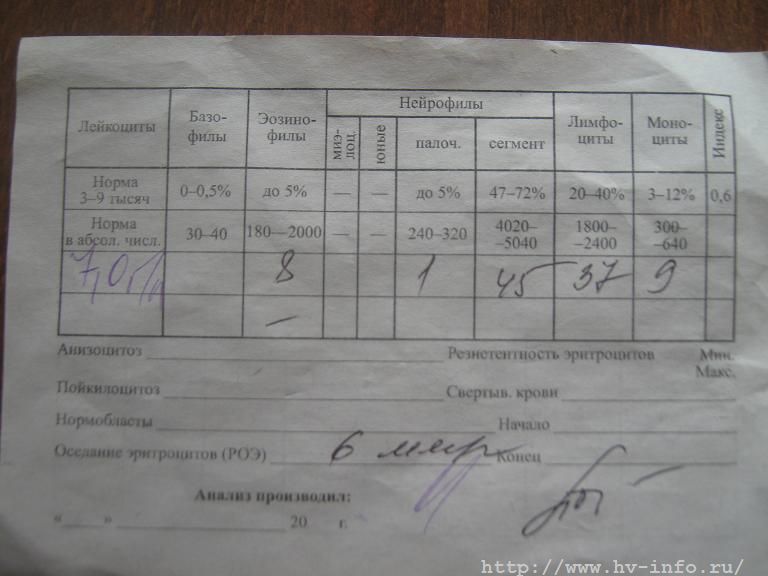 Лейкоциты Базо- Эозино- Нейрофилы Лимфо- Моно- Индекс
филы филы миэ- юные палоч. сегмент циты циты
лоц.
Норма 0–0,5% до 5% — — до 5% 47–72% 20–40% 3–12% 0,6
3–9 тысяч
Норма 30–40 180—2000 — — 240–320 4020– 1800– 300–
в абсол. числ. –5040 –2400 –640
7,0 г/л 8 1 45 37 9
—
Анизоцитоз Резистентность эритроцитов Мин.
Макс.
Пойкилоцитоз Свертыв. крови
Нормобласты Начало
Оседание эритроцитов (РОЭ) 6 Конец
Анализ производил:
“ ” 20 г.
http://www.hv-info.ru/